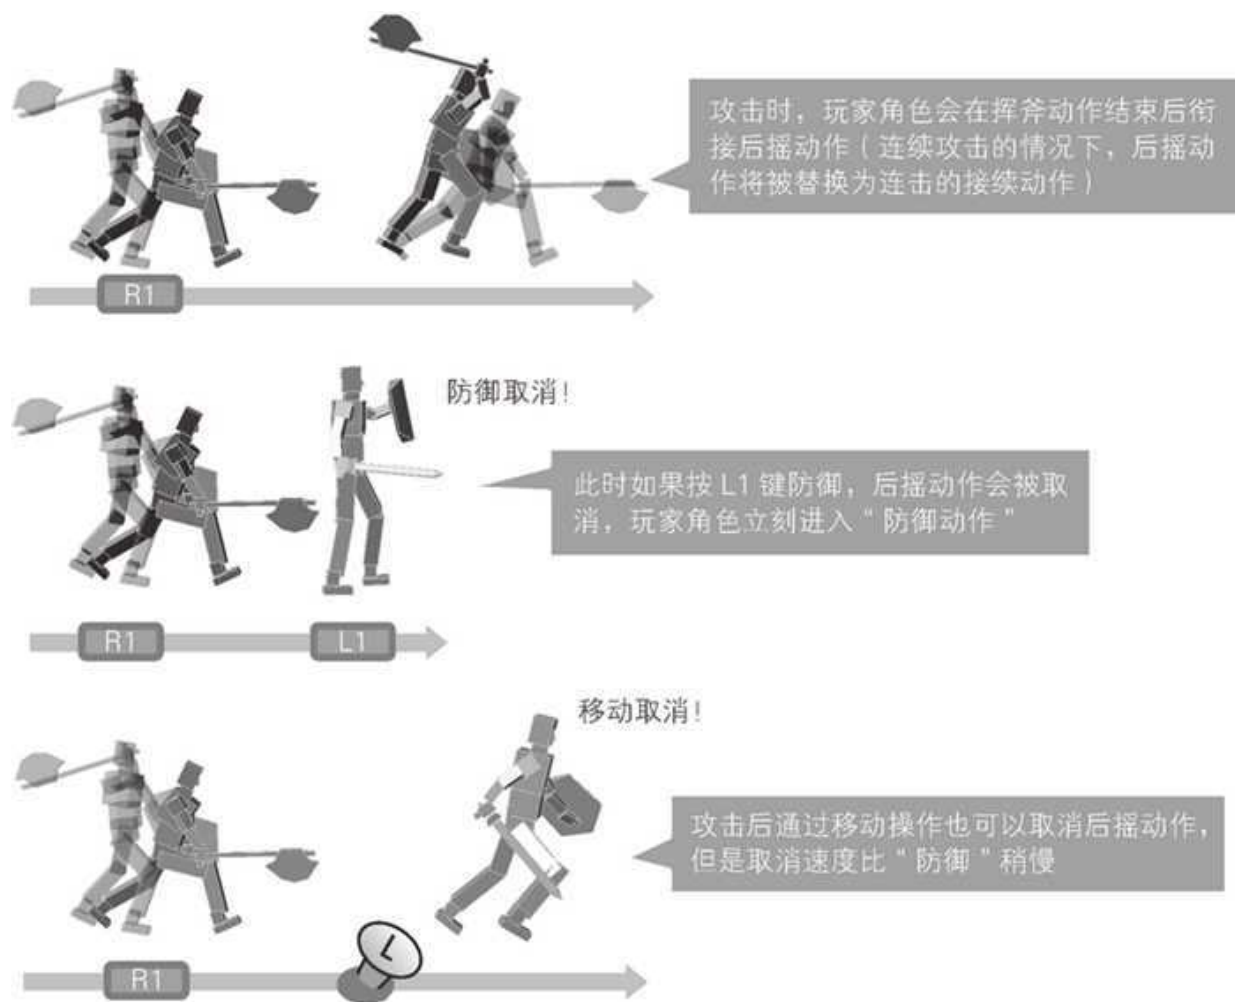 攻击时，玩家角色会在挥斧动作结束后衔
接后摇动作（连续攻击的情况下，后摇动
作将被替换为连击的接续动作）
R1
防御取消！
此时如果按 L1 键防御，后摇动作会被取
消，玩家角色立刻进入“防御动作”
R1
L1
移动取消！
攻击后通过移动操作也可以取消后摇动作，
但是取消速度比“防御”稍慢
L
R1